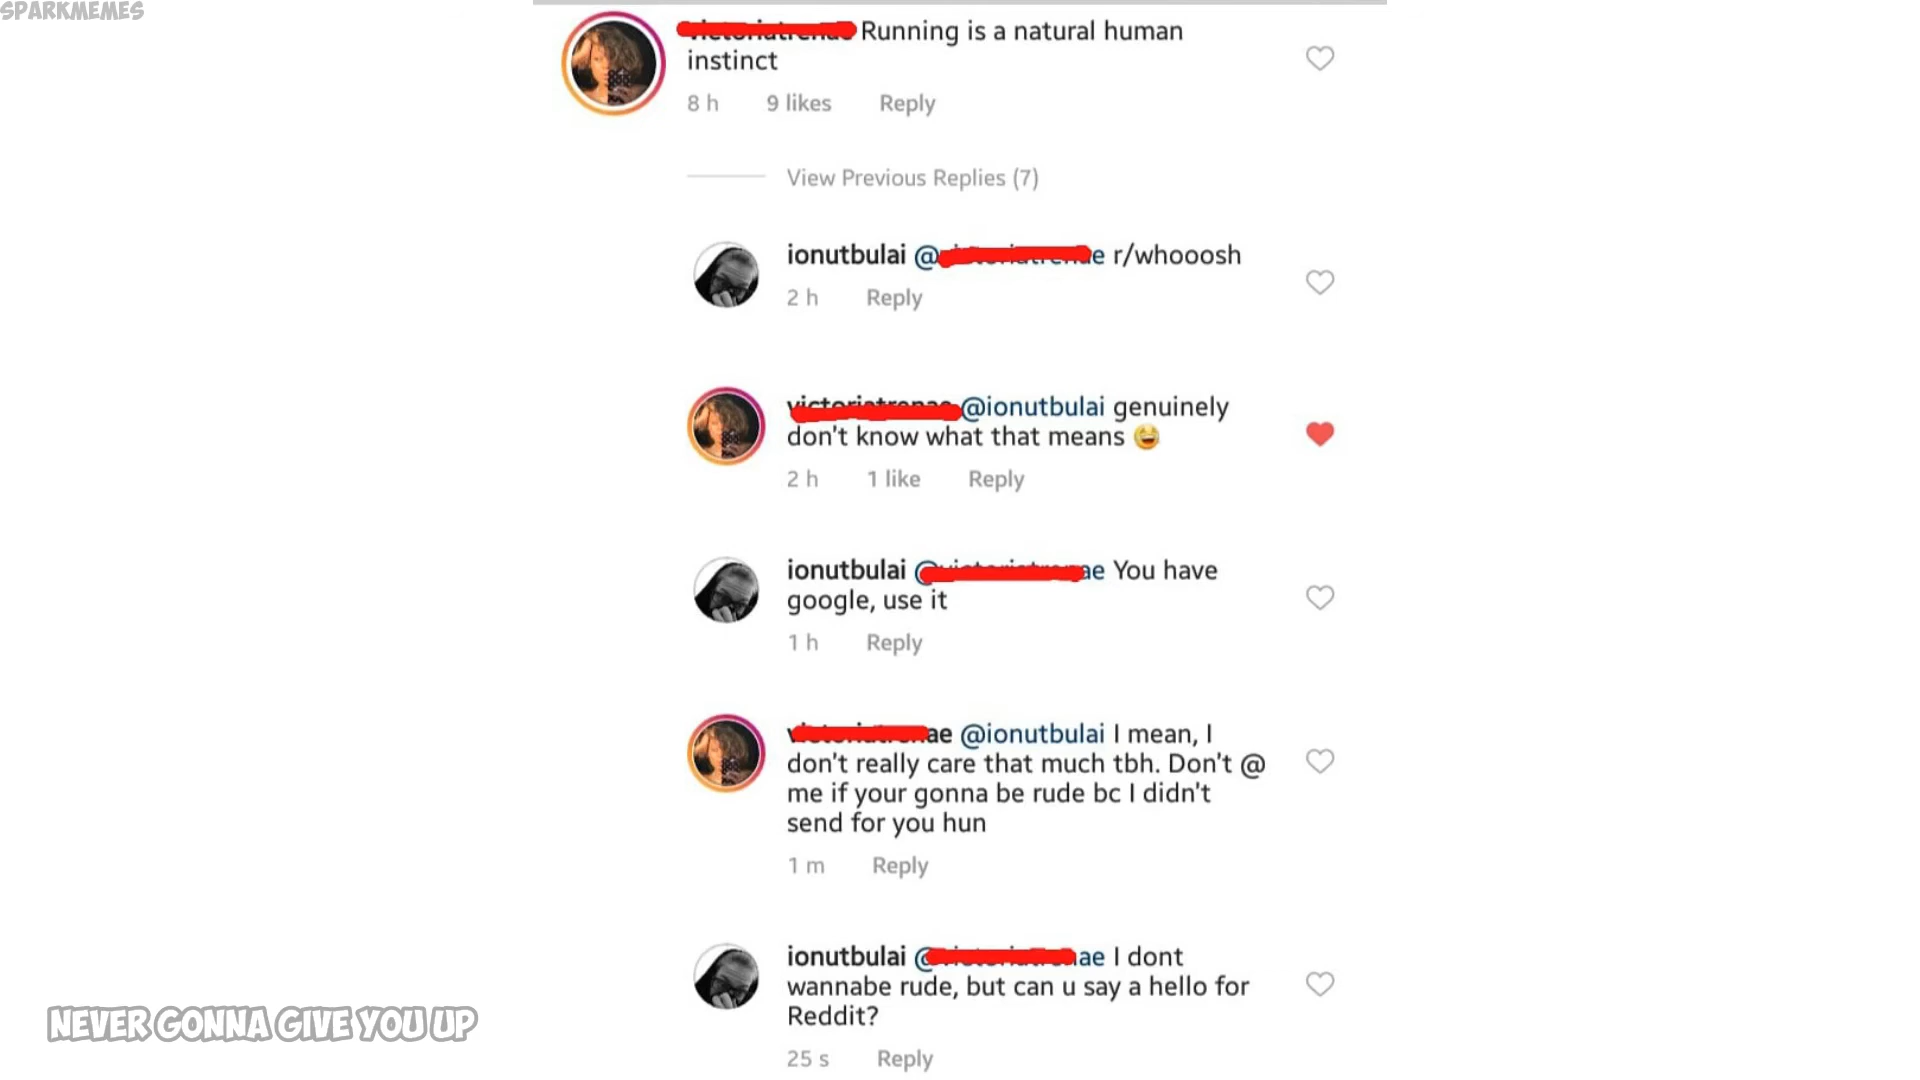 SPARKMEMES
Running is a natural human
instinct
8 h 9 likes Reply
View Previous Replies (7)
ionutbulai @ r/whooosh
2 h Reply
@ionutbulai genuinely
don't know what that means 😂
2 h 1 like Reply
ionutbulai You have
google, use it
1 h Reply
@ionutbulai I mean, I
don't really care that much tbh. Don't @
me if your gonna be rude bc I didn't
send for you hun
1 m Reply
ionutbulai I dont
wannabe rude, but can u say a hello for
Reddit?
25 s Reply
NEVER GONNA GIVE YOU UP